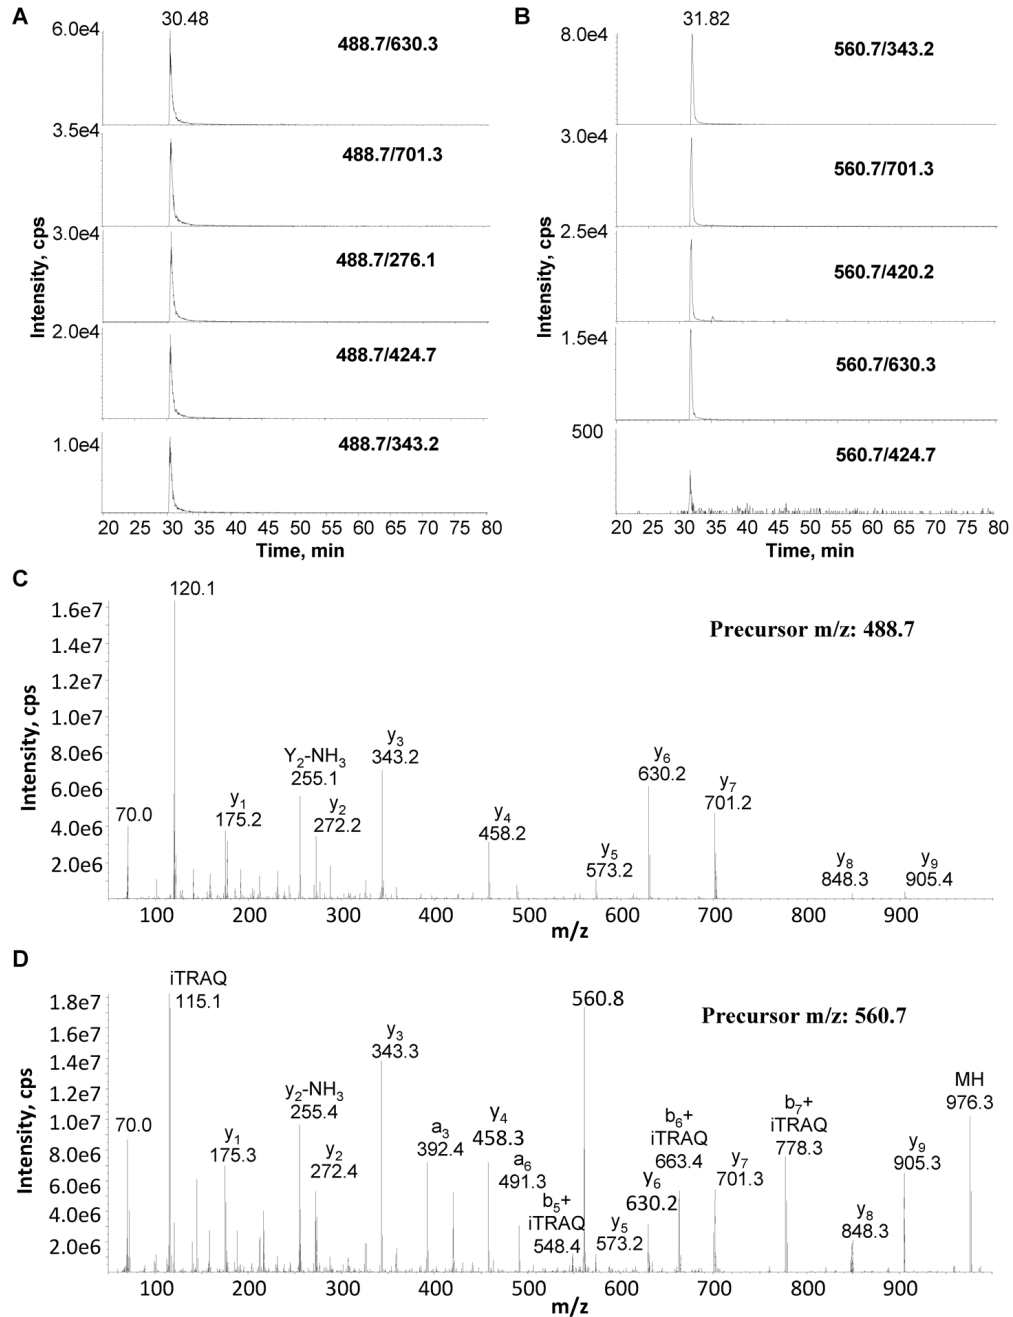 A
30.48
6.0e4
488.7/630.3
3.5e4
488.7/701.3
3.0e4
488.7/276.1
2.0e4
488.7/424.7
1.0e4
488.7/343.2
Intensity, cps
20 25 30 35 40 45 50 55 60 65 70 75 80
Time, min
B
31.82
8.0e4
560.7/343.2
3.0e4
560.7/701.3
2.5e4
560.7/420.2
1.5e4
560.7/630.3
500
560.7/424.7
Intensity, cps
20 25 30 35 40 45 50 55 60 65 70 75 80
Time, min
C
Precursor m/z: 488.7
Intensity, cps
1.6e7
1.4e7
1.2e7
1.0e7
8.0e6
6.0e6
4.0e6
2.0e6
70.0
120.1
y1
175.2
Y2-NH3
255.1
y2
272.2
y3
343.2
y4
458.2
y5
573.2
y6
630.2
y7
701.2
y8
848.3
y9
905.4
100 200 300 400 500 600 700 800 900
m/z
D
Precursor m/z: 560.7
Intensity, cps
1.8e7
1.6e7
1.4e7
1.2e7
1.0e7
8.0e6
6.0e6
4.0e6
2.0e6
70.0
iTRAQ
115.1
y1
175.3
y2-NH3
255.4
y2
272.4
y3
343.3
a3
392.4
y4
458.3
a6
491.3
b5+
iTRAQ
548.4
560.8
y5
573.2
y6
630.2
b6+
iTRAQ
663.4
y7
701.3
b7+
iTRAQ
778.3
y8
848.3
y9
905.3
MH
976.3
100 200 300 400 500 600 700 800 900
m/z